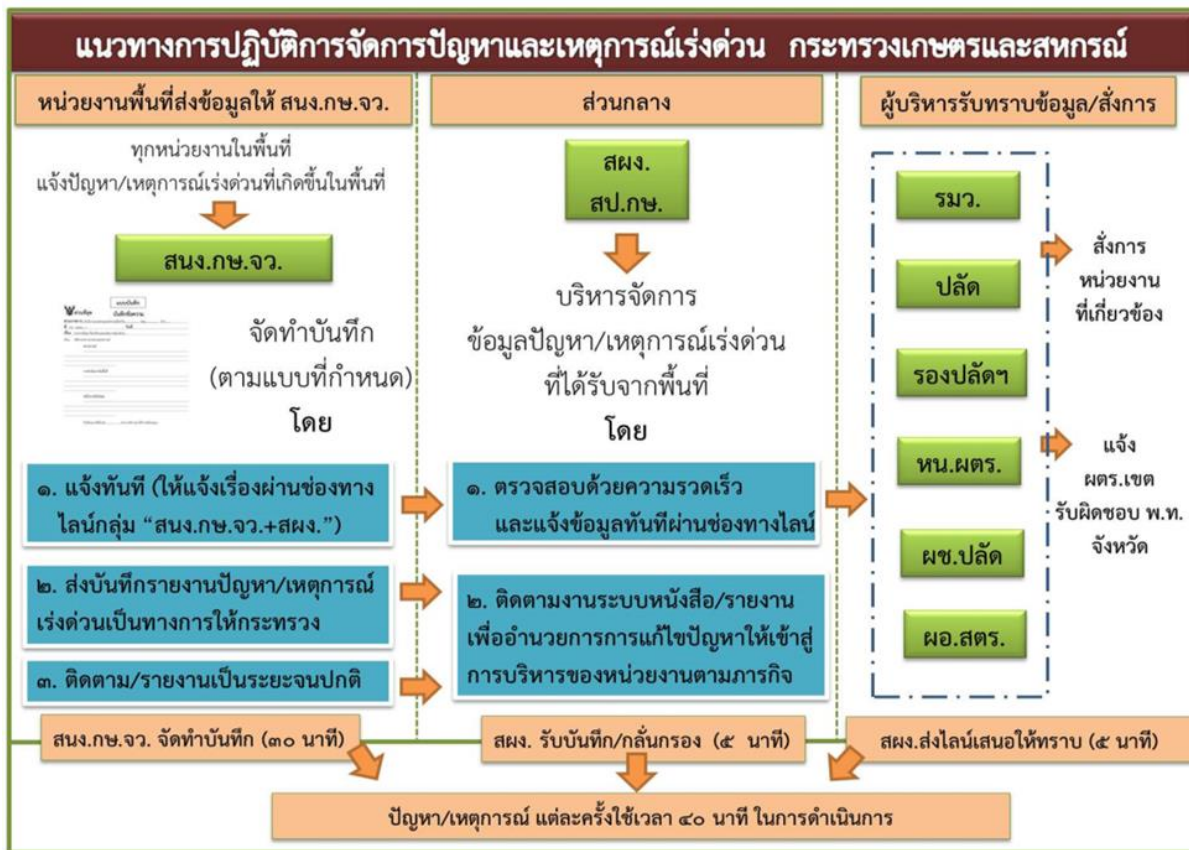 แนวทางการปฏิบัติการจัดการปัญหาและเหตุการณ์เร่งด่วน กระทรวงเกษตรและสหกรณ์
หน่วยงานพื้นที่ส่งข้อมูลให้ สนง.กษ.จว.
ทุกหน่วยงานในพื้นที่
แจ้งปัญหา/เหตุการณ์เร่งด่วนที่เกิดขึ้นในพื้นที่
สนง.กษ.จว.
แบบบันทึก
บันทึกข้อความ
จัดทำบันทึก
(ตามแบบที่กำหนด)
โดย
๑. แจ้งทันที (ให้แจ้งเรื่องผ่านช่องทาง
ไลน์กลุ่ม “สนง.กษ.จว.+สผง.”)
๒. ส่งบันทึกรายงานปัญหา/เหตุการณ์
เร่งด่วนเป็นทางการให้กระทรวง
๓. ติดตาม/รายงานเป็นระยะจนปกติ
ส่วนกลาง
สผง.
สป.กษ.
บริหารจัดการ
ข้อมูลปัญหา/เหตุการณ์เร่งด่วน
ที่ได้รับจากพื้นที่
โดย
๑. ตรวจสอบด้วยความรวดเร็ว
และแจ้งข้อมูลทันทีผ่านช่องทางไลน์
๒. ติดตามงานระบบหนังสือ/รายงาน
เพื่ออำนวยการการแก้ไขปัญหาให้เข้าสู่
การบริหารของหน่วยงานตามภารกิจ
ผู้บริหารรับทราบข้อมูล/สั่งการ
รมว.
ปลัด
รองปลัดฯ
หน.ผตร.
ผช.ปลัด
ผอ.สตร.
สั่งการ
หน่วยงาน
ที่เกี่ยวข้อง
แจ้ง
ผตร.เขต
รับผิดชอบ พ.ท.
จังหวัด
สนง.กษ.จว. จัดทำบันทึก (๓๐ นาที)
สผง. รับบันทึก/กลั่นกรอง (๕ นาที)
สผง.ส่งไลน์เสนอให้ทราบ (๕ นาที)
ปัญหา/เหตุการณ์ แต่ละครั้งใช้เวลา ๔๐ นาที ในการดำเนินการ